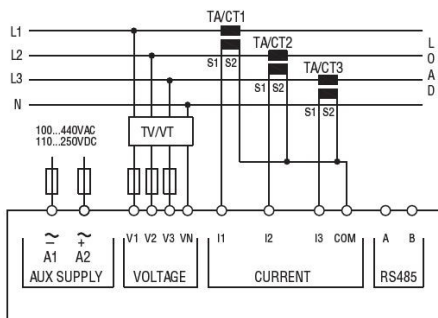 TA/CT1
L1
TA/CT2
L2
S1 S2
TA/CT3
L3
S1 S2
N
S1 S2
LOAD
100...440VAC
110...250VDC
TV/VT
~ ~
− +
A1 A2
V1 V2 V3 VN
I1 I2 I3 COM
A B
AUX SUPPLY
VOLTAGE
CURRENT
RS485